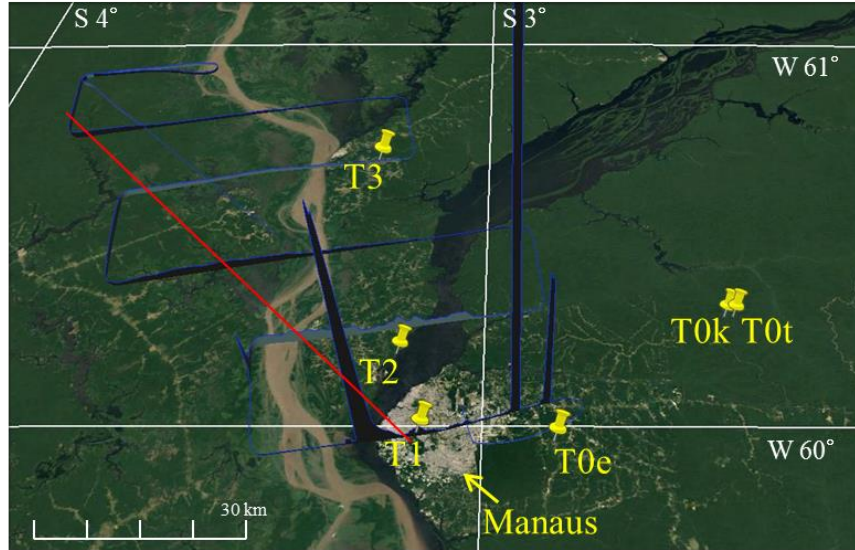 S 4°
S 3°
W 61°
T3
T0k T0t
T2
T1
T0e
W 60°
30 km
Manaus